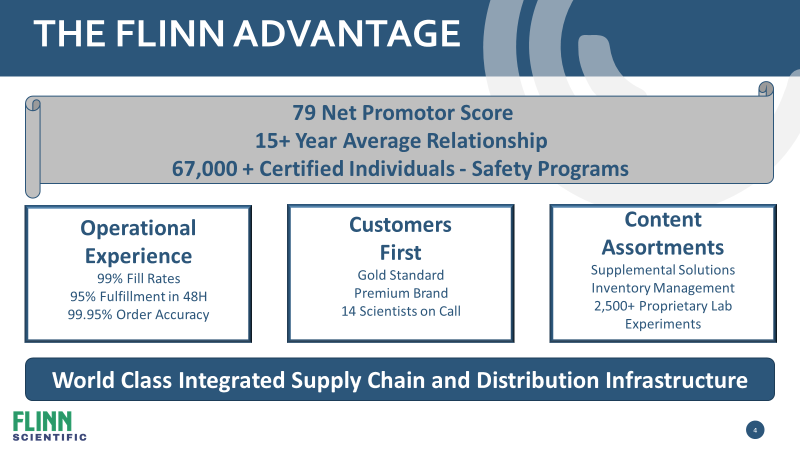 THE FLINN ADVANTAGE
79 Net Promotor Score
15+ Year Average Relationship
67,000 + Certified Individuals - Safety Programs
Operational
Experience
99% Fill Rates
95% Fulfillment in 48H
99.95% Order Accuracy
Customers
First
Gold Standard
Premium Brand
14 Scientists on Call
Content
Assortments
Supplemental Solutions
Inventory Management
2,500+ Proprietary Lab
Experiments
World Class Integrated Supply Chain and Distribution Infrastructure
FLINN
SCIENTIFIC
4